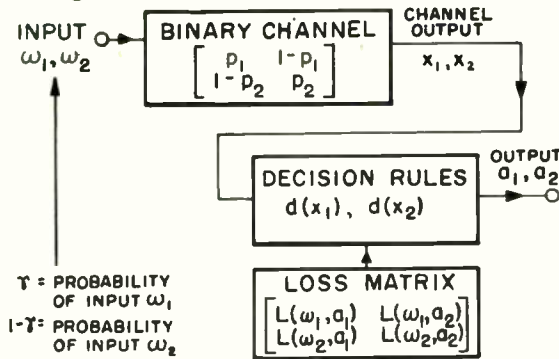 INPUT
ω₁, ω₂
BINARY CHANNEL
p₁ 1-p₁
1-p₂ p₂
CHANNEL
OUTPUT
x₁, x₂
DECISION RULES
d(x₁), d(x₂)
OUTPUT
a₁, a₂
LOSS MATRIX
L(ω₁,a₁) L(ω₁,a₂)
L(ω₂,a₁) L(ω₂,a₂)
γ = PROBABILITY
OF INPUT ω₁
1-γ= PROBABILITY
OF INPUT ω₂